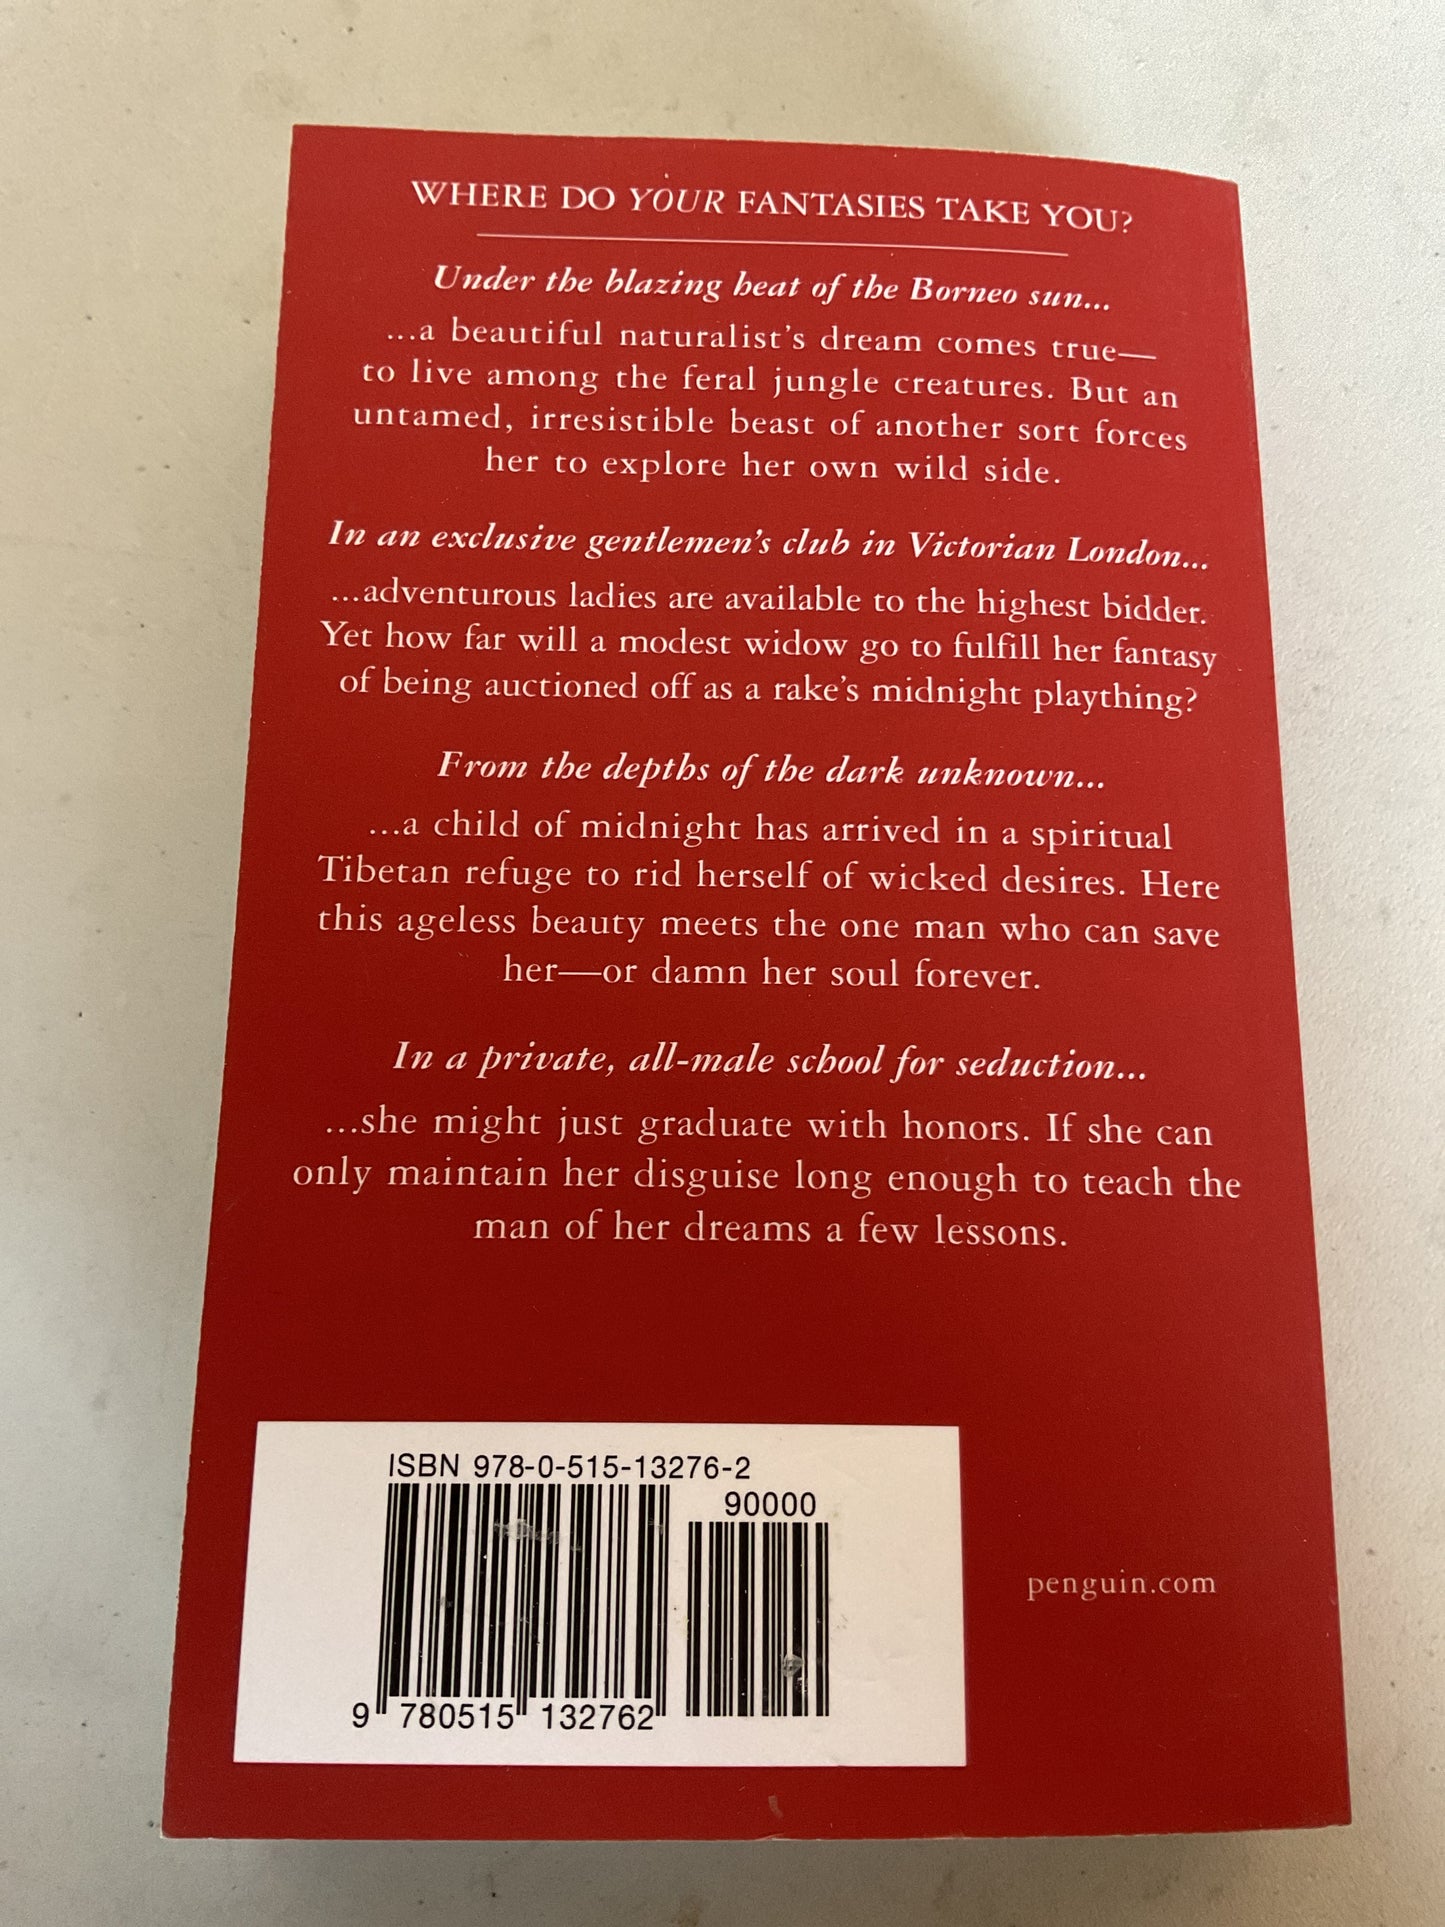 WHERE DO YOUR FANTASIES TAKE YOU?
Under the blazing heat of the Borneo sun...
...a beautiful naturalist's dream comes true—
to live among the feral jungle creatures. But an
untamed, irresistible beast of another sort forces
her to explore her own wild side.
In an exclusive gentlemen's club in Victorian London...
...adventurous ladies are available to the highest bidder.
Yet how far will a modest widow go to fulfill her fantasy
of being auctioned off as a rake's midnight plaything?
From the depths of the dark unknown...
...a child of midnight has arrived in a spiritual
Tibetan refuge to rid herself of wicked desires. Here
this ageless beauty meets the one man who can save
her—or damn her soul forever.
In a private, all-male school for seduction...
...she might just graduate with honors. If she can
only maintain her disguise long enough to teach the
man of her dreams a few lessons.
ISBN 978-0-515-13276-2
90000
9 780515 132762
penguin.com